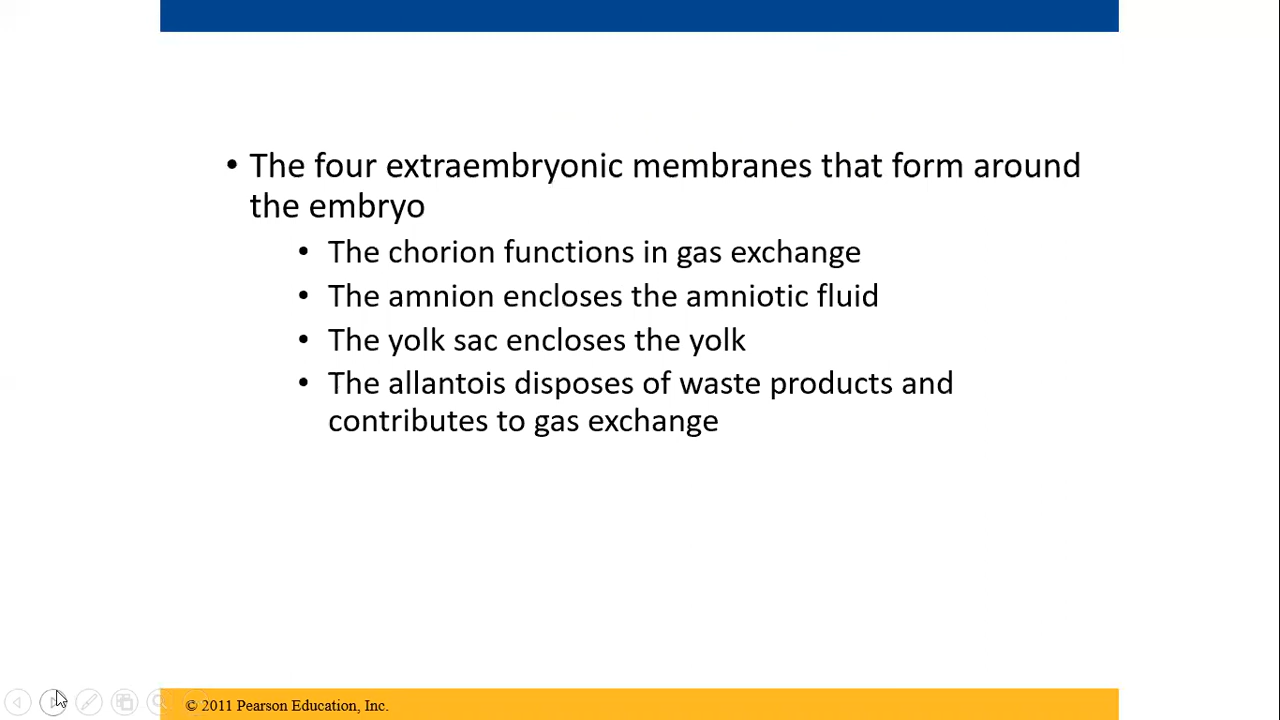 • The four extraembryonic membranes that form around
the embryo
• The chorion functions in gas exchange
• The amnion encloses the amniotic fluid
• The yolk sac encloses the yolk
• The allantois disposes of waste products and
contributes to gas exchange
© 2011 Pearson Education, Inc.